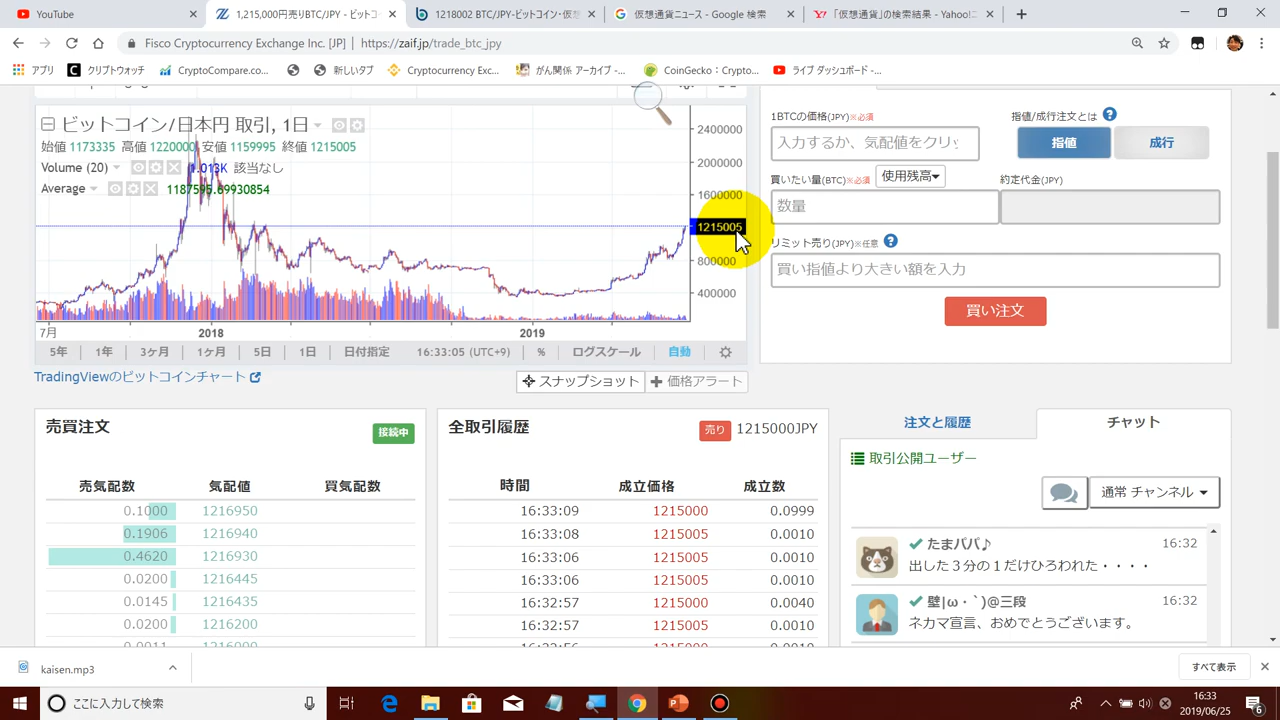 YouTube
1,215,000円売りBTC/JPY - ビットコ
1218002 BTC/JPY-ビットコイン・仮想
仮想通貨ニュース - Google 検索
「仮想通貨」の検索結果 - Yahoo!ニ
Fisco Cryptocurrency Exchange Inc. [JP] | https://zaif.jp/trade_btc_jpy
アプリ
クリプトウォッチ
CryptoCompare.co...
新しいタブ
Cryptocurrency Exc...
がん関係 アーカイブ - ...
CoinGecko：Crypto...
ライブ ダッシュボード - ...
ビットコイン/日本円 取引, 1日
始値 1173335 高値 1220000 安値 1159995 終値 1215005
Volume (20) 1.013K 該当なし
Average 1187595.69930854
2400000
2000000
1600000
1215005
800000
400000
7月 2018 2019
5年 1年 3ヶ月 1ヶ月 5日 1日 日付指定 16:33:05 (UTC+9) % ログスケール 自動
TradingViewのビットコインチャート
スナップショット
価格アラート
1BTCの価格(JPY)※必須
指値/成行注文とは
入力するか、気配値をクリッ
指値
成行
買いたい量(BTC)※必須
使用残高
約定代金(JPY)
数量
リミット売り(JPY)※任意
買い指値より大きい額を入力
買い注文
売買注文
接続中
売気配数 気配値 買気配数
0.1000 1216950
0.1906 1216940
0.4620 1216930
0.0200 1216445
0.0145 1216435
0.0200 1216200
全取引履歴
売り 1215000JPY
時間 成立価格 成立数
16:33:09 1215000 0.0999
16:33:08 1215005 0.0010
16:33:06 1215005 0.0010
16:33:06 1215005 0.0010
16:32:57 1215000 0.0040
16:32:57 1215005 0.0010
注文と履歴
チャット
取引公開ユーザー
通常 チャンネル
たまパパ♪ 16:32
出した３分の１だけひろわれた・・・・
壁|ω・`)@三段 16:32
ネカマ宣言、おめでとうございます。
kaisen.mp3
すべて表示
ここに入力して検索
16:33
2019/06/25
6